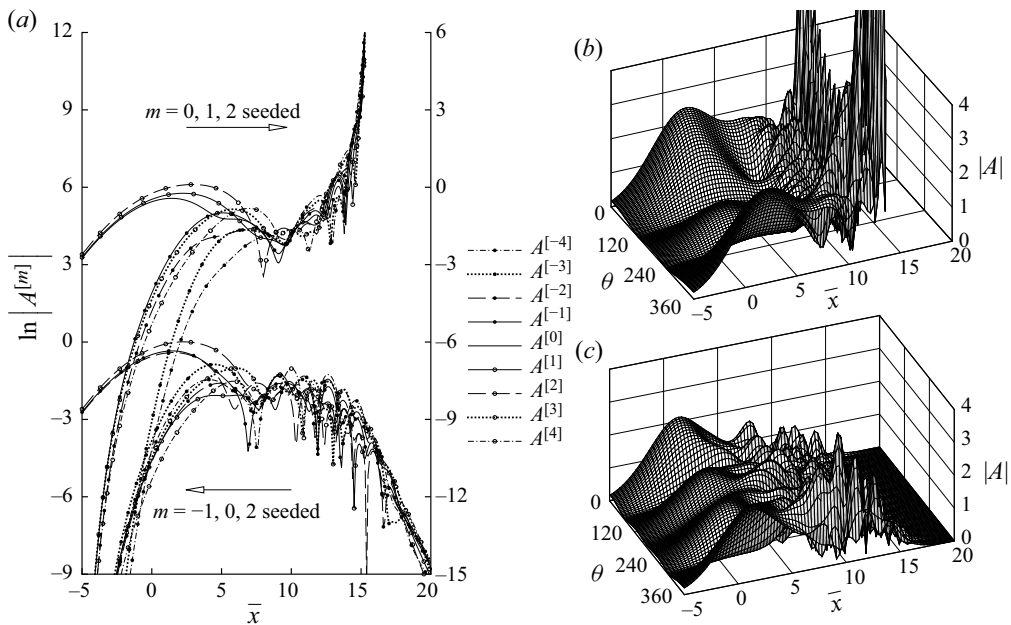 (a)
12
9
6
3
0
−3
−6
−9
6
3
0
−3
−6
−9
−12
−15
ln | A^[m] |
m = 0, 1, 2 seeded
m = −1, 0, 2 seeded
−5 0 5 10 15 20
x̅
A^[−4]
A^[−3]
A^[−2]
A^[−1]
A^[0]
A^[1]
A^[2]
A^[3]
A^[4]
(b)
4
3
2
1
0
|A|
0
120
240
360
θ
−5 0 5 10 15 20
x̅
(c)
4
3
2
1
0
|A|
0
120
240
360
θ
−5 0 5 10 15 20
x̅